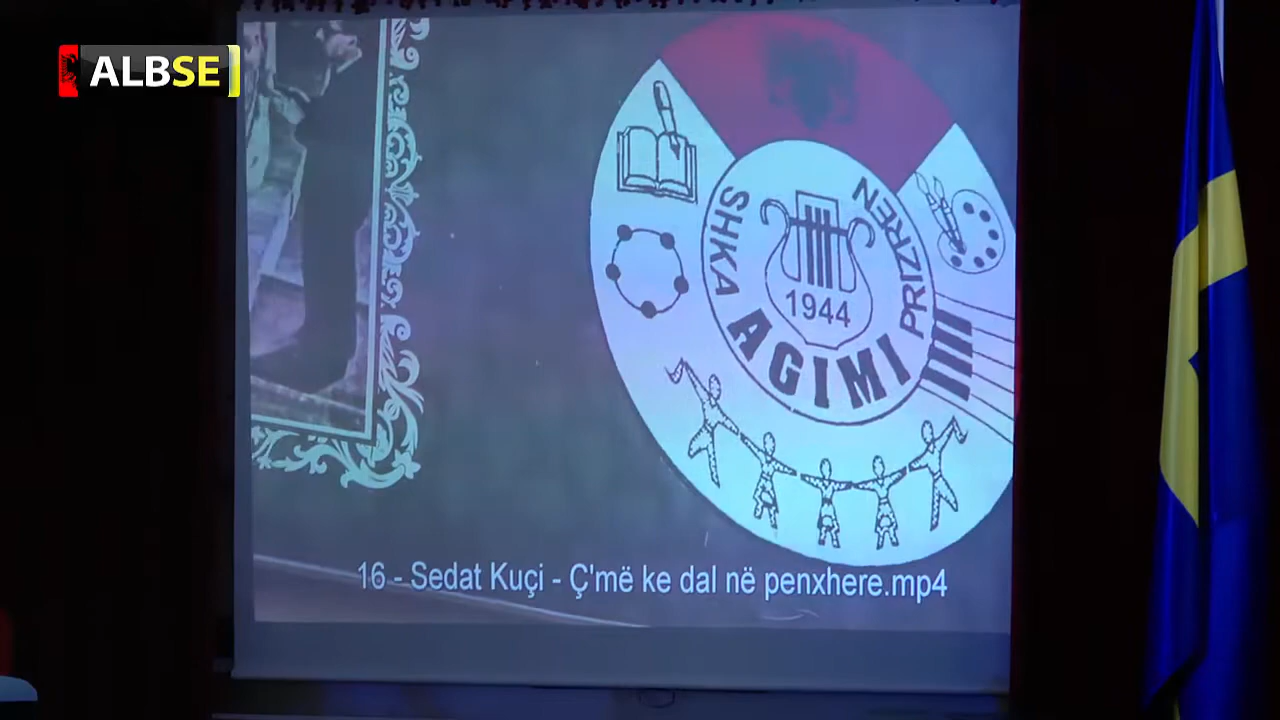 ALBSE
SHKA
PRIZREN
1944
AGIMI
16 - Sedat Kuçi - Ç'më ke dal në penxhere.mp4